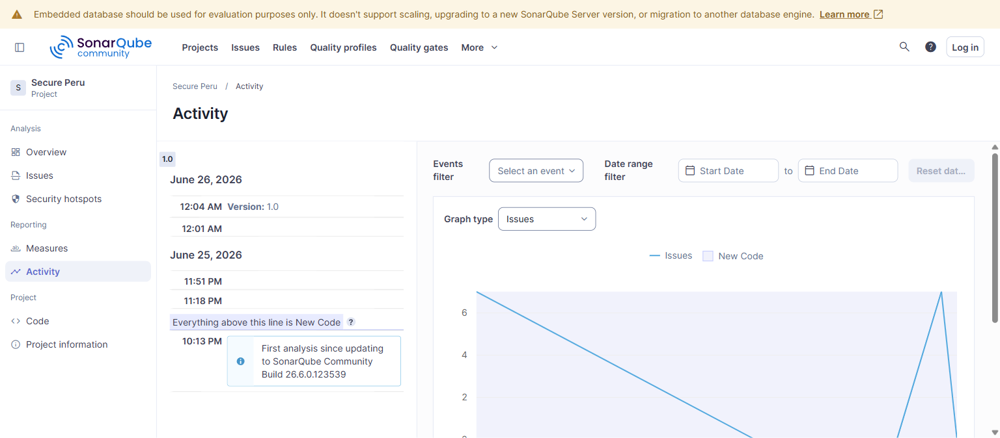 Embedded database should be used for evaluation purposes only. It doesn't support scaling, upgrading to a new SonarQube Server version, or migration to another database engine. Learn more
SonarQube
community
Projects
Issues
Rules
Quality profiles
Quality gates
More
?
Log in
S
Secure Peru
Project
Analysis
Overview
Issues
Security hotspots
Reporting
Measures
Activity
Project
Code
Project information
Secure Peru / Activity
Activity
1.0
June 26, 2026
12:04 AM Version: 1.0
12:01 AM
June 25, 2026
11:51 PM
11:18 PM
Everything above this line is New Code ?
10:13 PM
First analysis since updating
to SonarQube Community
Build 26.6.0.123539
Events
filter
Select an event
Date range
filter
Start Date
to
End Date
Reset dat...
Graph type
Issues
Issues
New Code
6
4
2